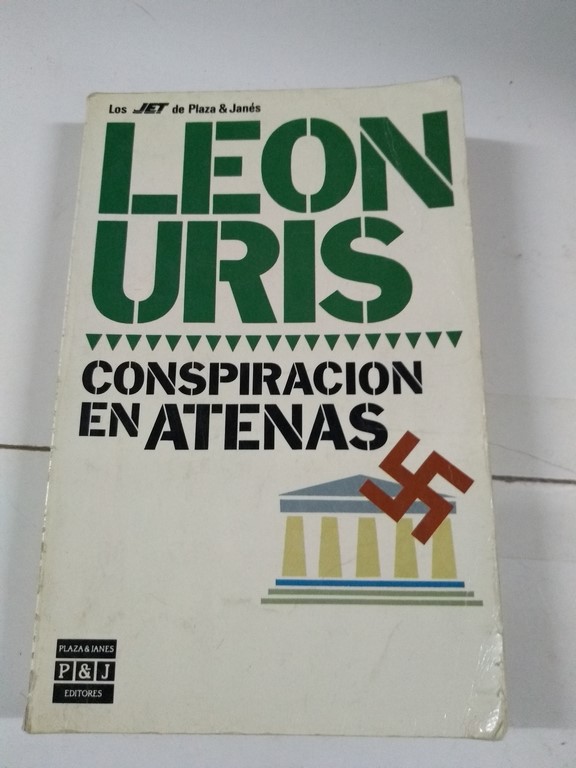 Los JET de Plaza & Janés
LEON
URIS
CONSPIRACION
EN ATENAS
PLAZA & JANES
P & J
EDITORES